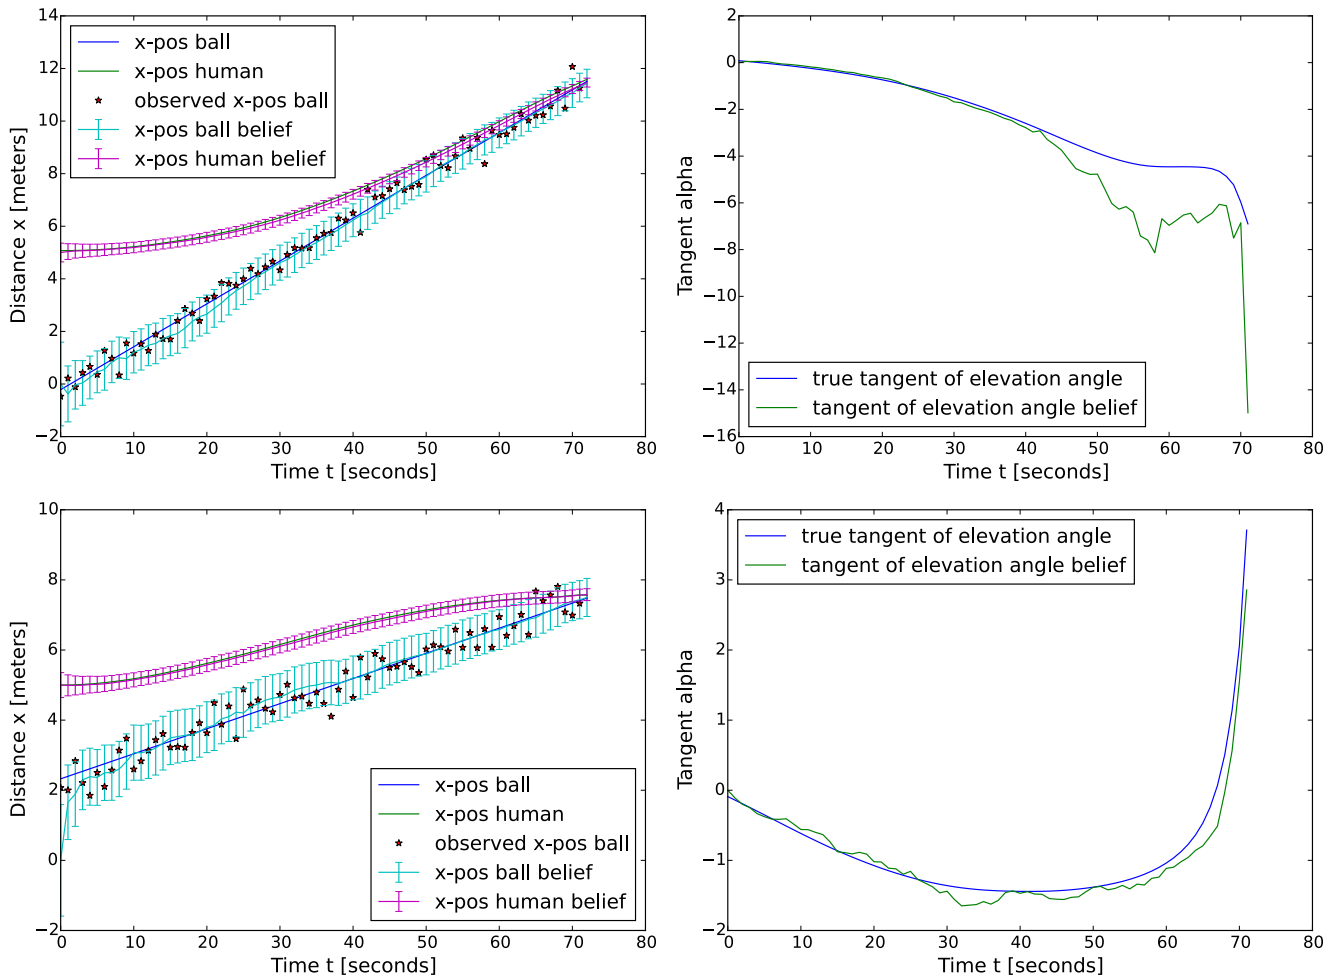 14
12
10
8
6
4
2
0
−2
Distance x [meters]
x-pos ball
x-pos human
observed x-pos ball
x-pos ball belief
x-pos human belief
0 10 20 30 40 50 60 70 80
Time t [seconds]
2
0
−2
−4
−6
−8
−10
−12
−14
−16
Tangent alpha
true tangent of elevation angle
tangent of elevation angle belief
0 10 20 30 40 50 60 70 80
Time t [seconds]
10
8
6
4
2
0
−2
Distance x [meters]
x-pos ball
x-pos human
observed x-pos ball
x-pos ball belief
x-pos human belief
0 10 20 30 40 50 60 70 80
Time t [seconds]
4
3
2
1
0
−1
−2
Tangent alpha
true tangent of elevation angle
tangent of elevation angle belief
0 10 20 30 40 50 60 70 80
Time t [seconds]